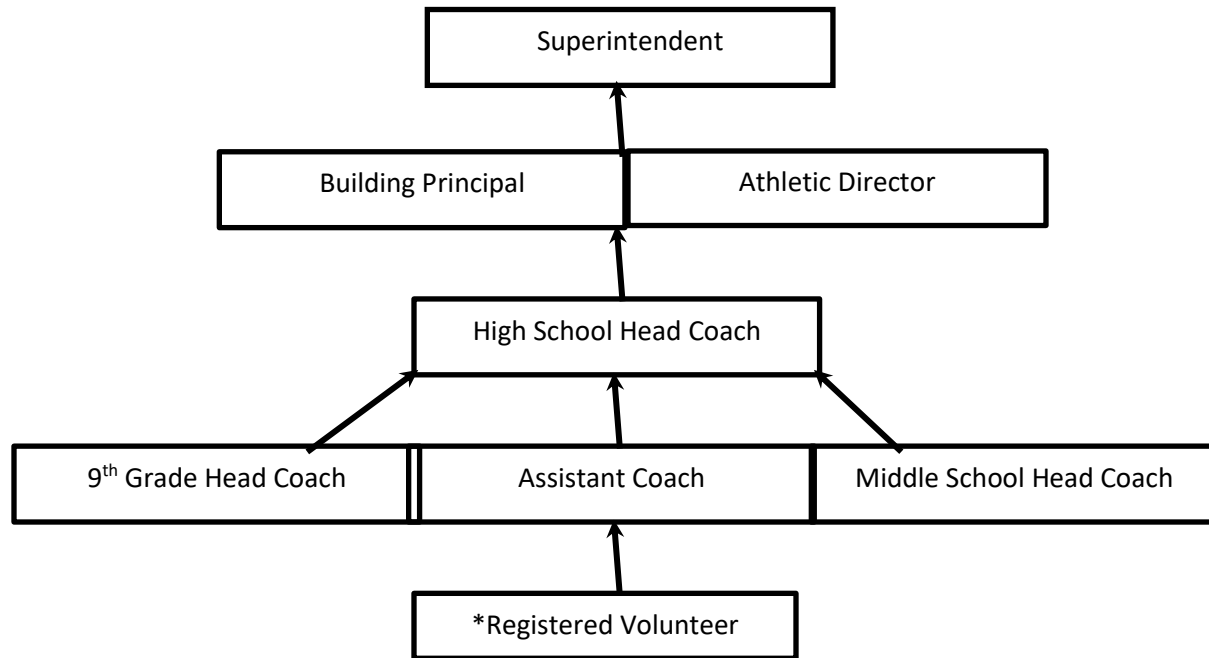 Superintendent
Building Principal
Athletic Director
High School Head Coach
9th Grade Head Coach
Assistant Coach
Middle School Head Coach
*Registered Volunteer